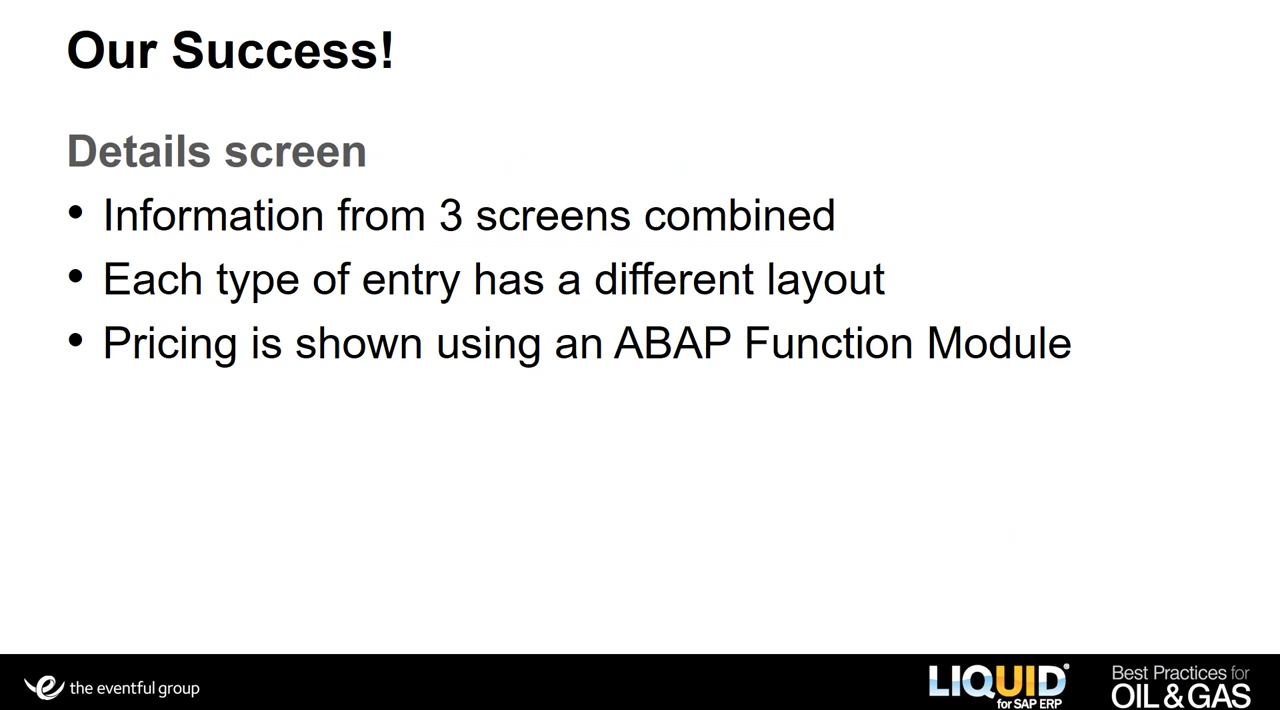 Our Success!
Details screen
• Information from 3 screens combined
• Each type of entry has a different layout
• Pricing is shown using an ABAP Function Module
the eventful group
LIQUID®
for SAP ERP
Best Practices for
OIL & GAS